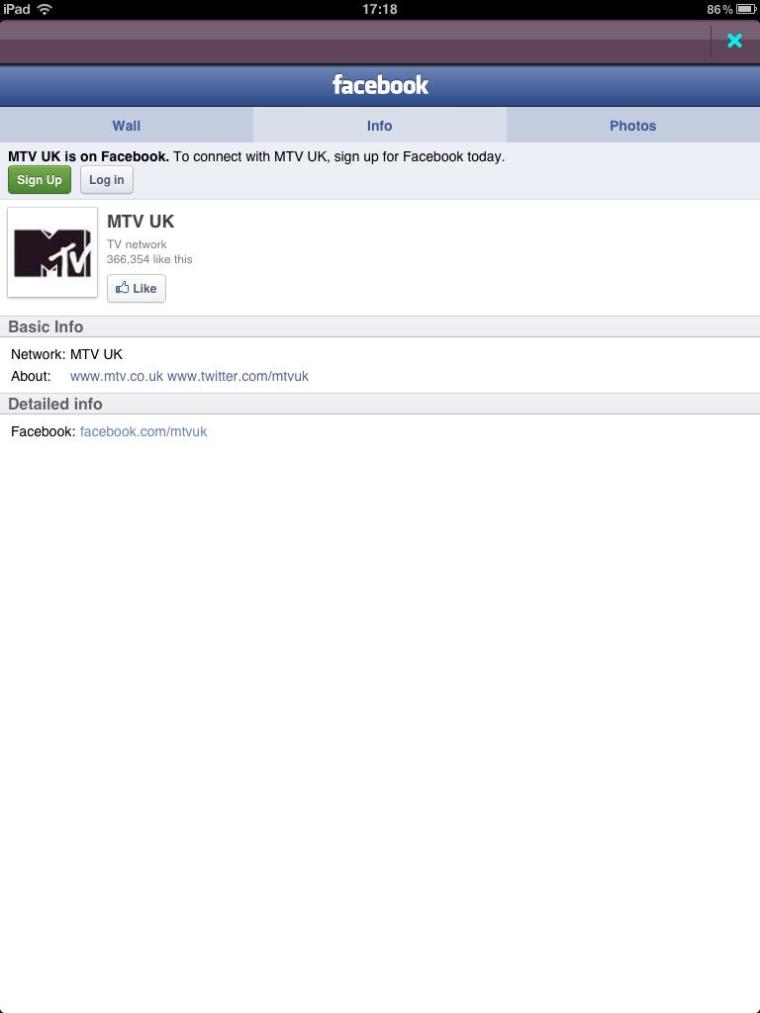 iPad 17:18 86%
facebook
Wall Info Photos
MTV UK is on Facebook. To connect with MTV UK, sign up for Facebook today.
Sign Up Log in
MTV
MTV UK
TV network
366,354 like this
Like
Basic Info
Network: MTV UK
About: www.mtv.co.uk www.twitter.com/mtvuk
Detailed info
Facebook: facebook.com/mtvuk